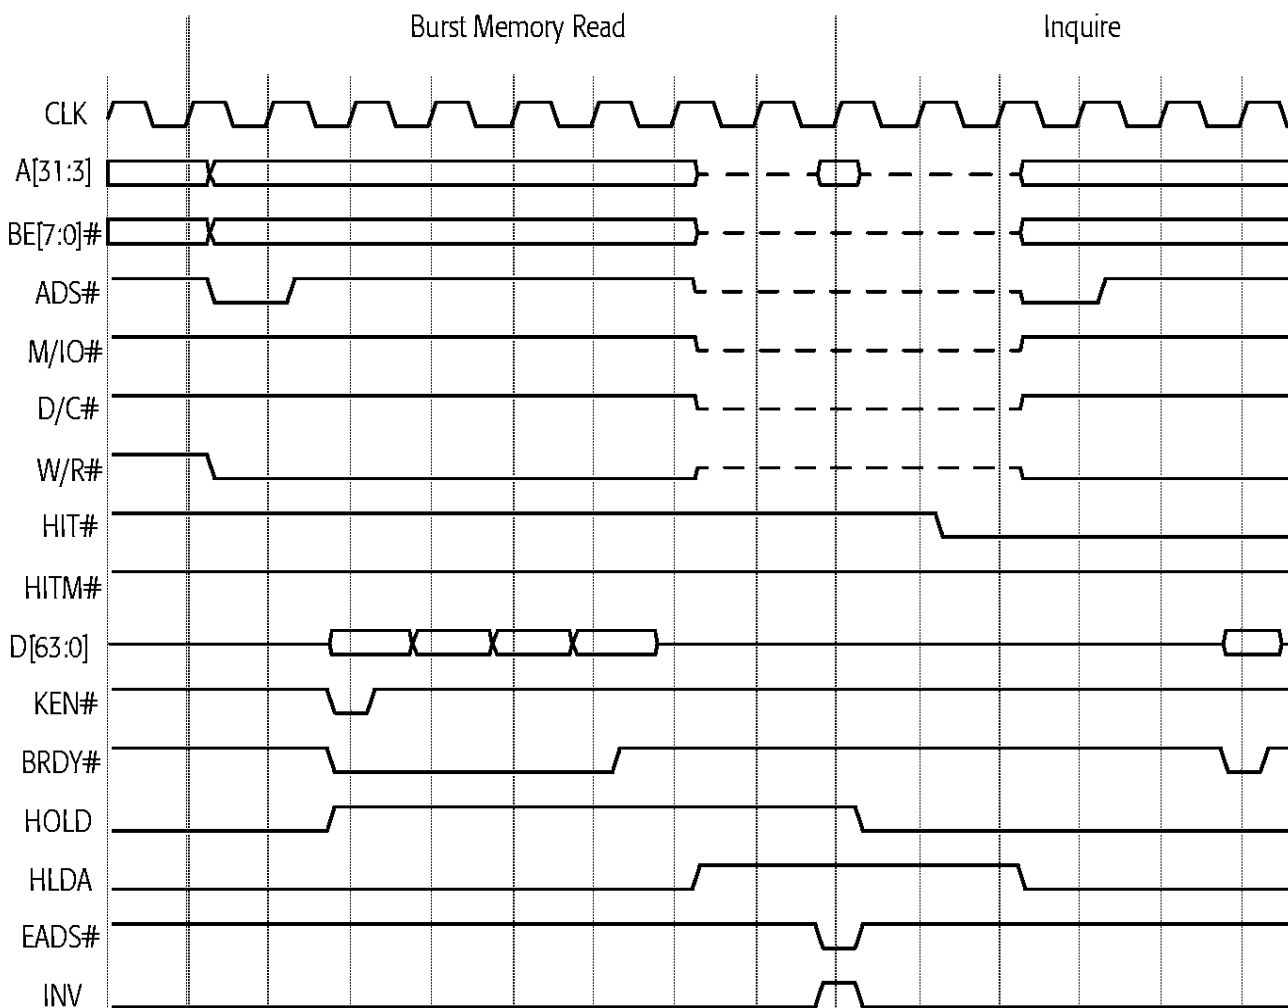 Burst Memory Read
Inquire
CLK
A[31:3]
BE[7:0]#
ADS#
M/IO#
D/C#
W/R#
HIT#
HITM#
D[63:0]
KEN#
BRDY#
HOLD
HLDA
EADS#
INV